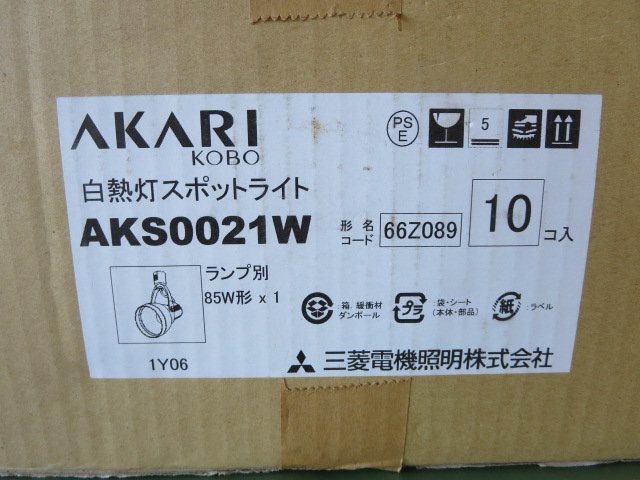 AKARI
KOBO
PS
E
5
白熱灯スポットライト
AKS0021W
形 名
コード
66Z089
10
コ入
ランプ別
85W形 x 1
1Y06
:箱,緩衝材
ダンボール
プラ
:袋・シート
(本体・部品)
紙
:ラベル
三菱電機照明株式会社